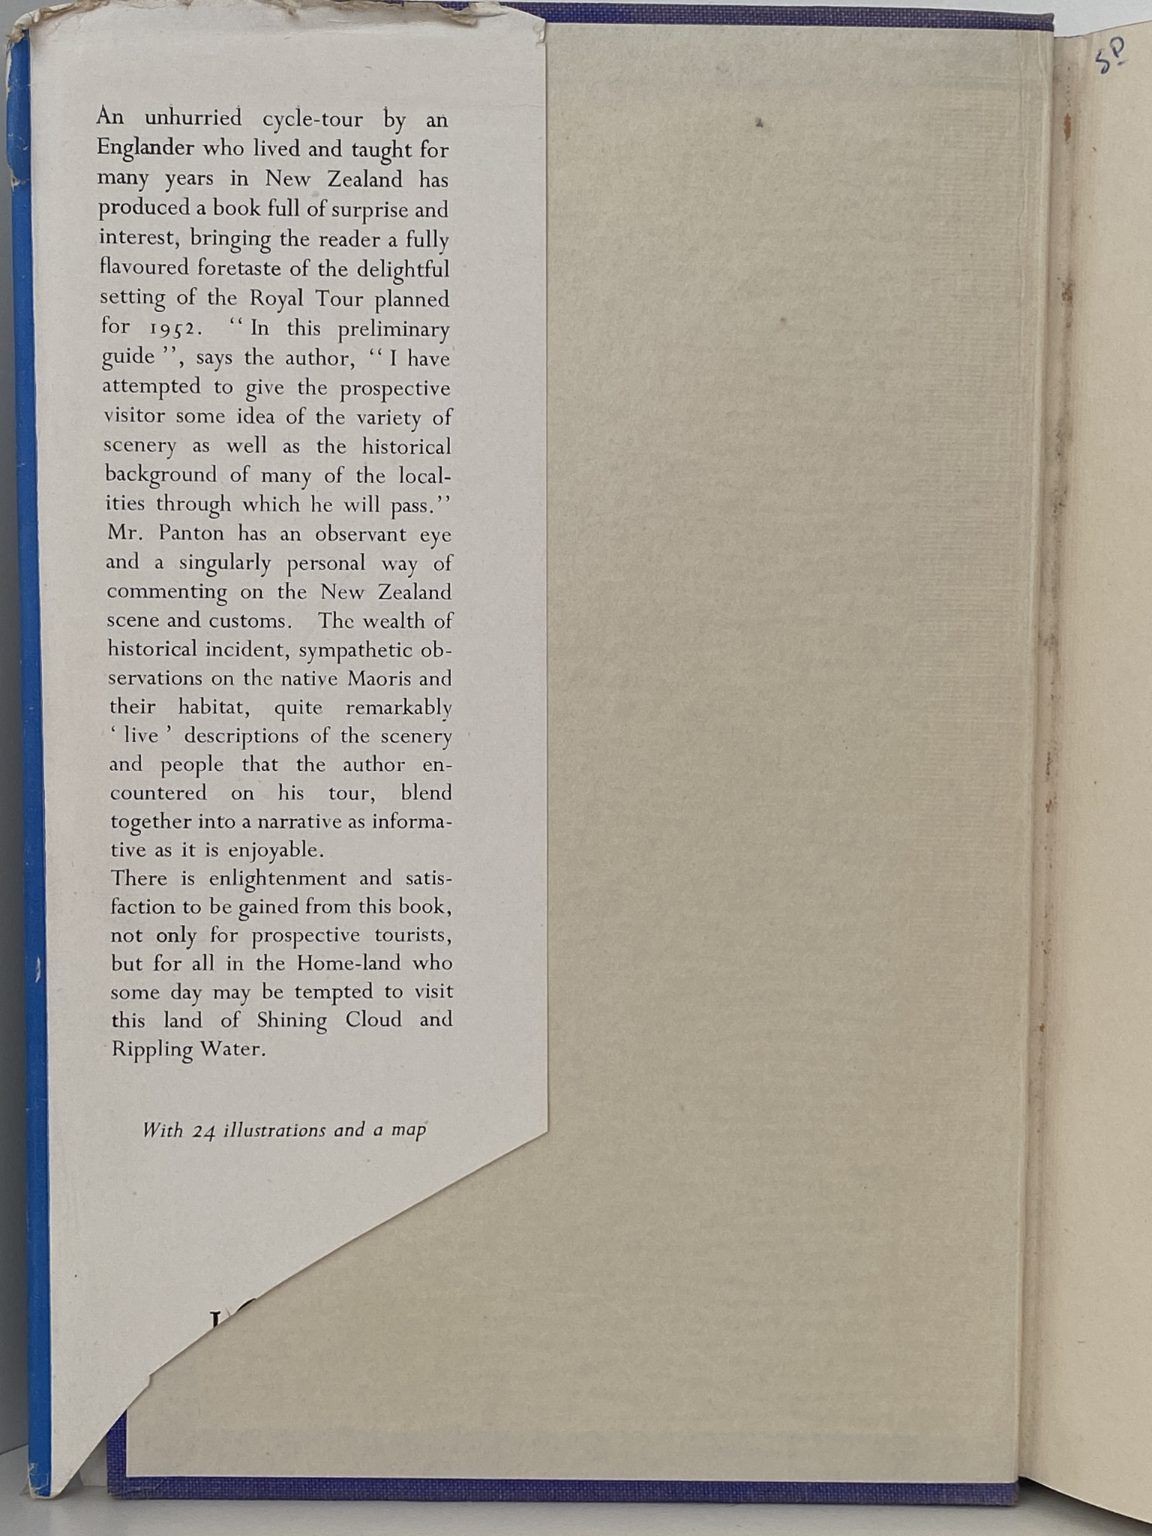 An unhurried cycle-tour by an
Englander who lived and taught for
many years in New Zealand has
produced a book full of surprise and
interest, bringing the reader a fully
flavoured foretaste of the delightful
setting of the Royal Tour planned
for 1952. “In this preliminary
guide”, says the author, “I have
attempted to give the prospective
visitor some idea of the variety of
scenery as well as the historical
background of many of the local-
ities through which he will pass.”
Mr. Panton has an observant eye
and a singularly personal way of
commenting on the New Zealand
scene and customs. The wealth of
historical incident, sympathetic ob-
servations on the native Maoris and
their habitat, quite remarkably
‘live’ descriptions of the scenery
and people that the author en-
countered on his tour, blend
together into a narrative as informa-
tive as it is enjoyable.
There is enlightenment and satis-
faction to be gained from this book,
not only for prospective tourists,
but for all in the Home-land who
some day may be tempted to visit
this land of Shining Cloud and
Rippling Water.
With 24 illustrations and a map